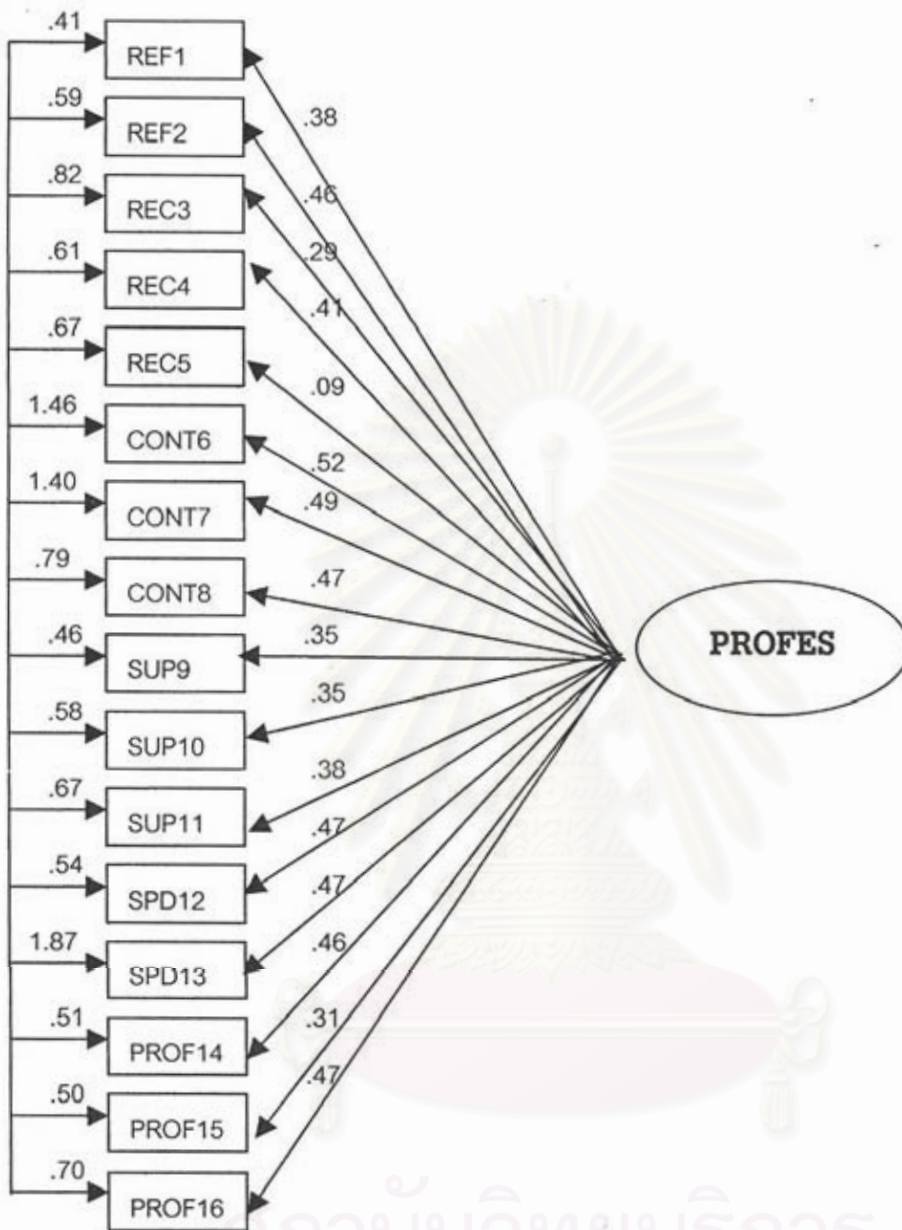 .41
REF1
.38
.59
REF2
.46
.82
REC3
.29
.61
REC4
.41
.67
REC5
.09
1.46
CONT6
.52
1.40
CONT7
.49
.79
CONT8
.47
.46
SUP9
.35
PROFES
.58
SUP10
.35
.67
SUP11
.38
.54
SPD12
.47
1.87
SPD13
.47
.51
PROF14
.46
.50
PROF15
.31
.70
PROF16
.47